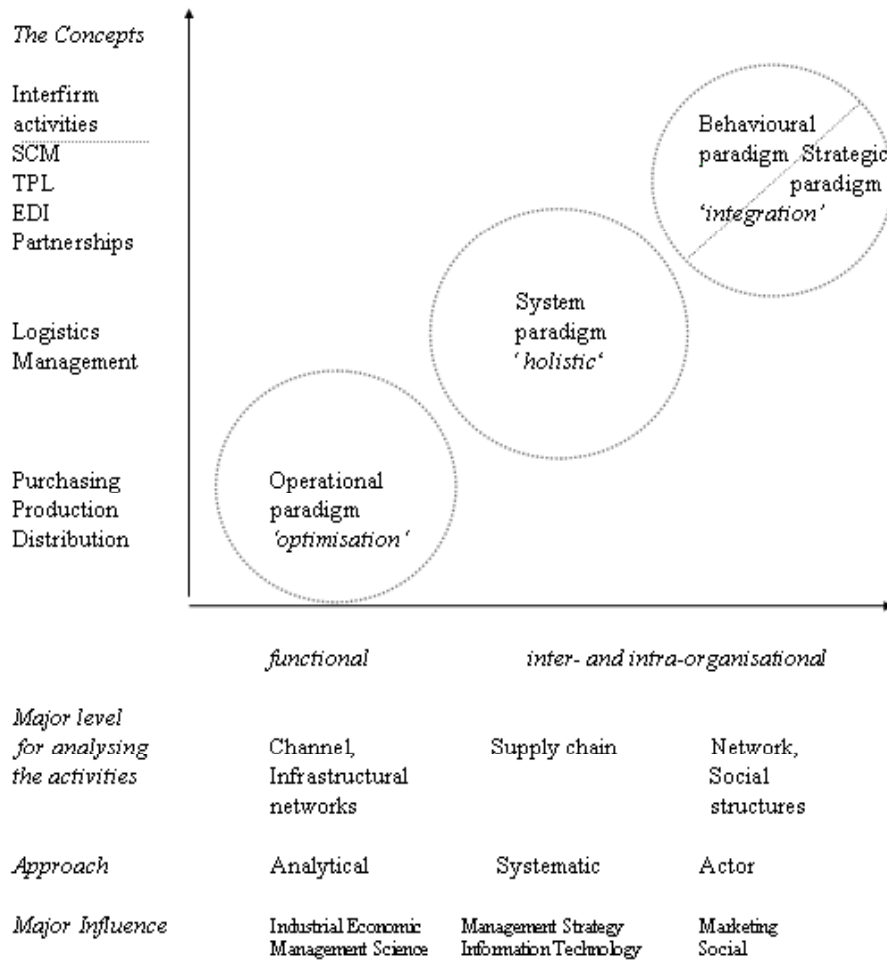 The Concepts
Interfirm
activities
SCM
TPL
EDI
Partnerships
Logistics
Management
Purchasing
Production
Distribution
Behavioural
paradigm Strategic
paradigm
‘integration’
System
paradigm
‘holistic‘
Operational
paradigm
‘optimisation‘
functional inter- and intra-organisational
Major level
for analysing
the activities
Channel,
Infrastructural
networks
Supply chain
Network,
Social
structures
Approach Analytical Systematic Actor
Major Influence
Industrial Economic
Management Science
Management Strategy
Information Technology
Marketing
Social